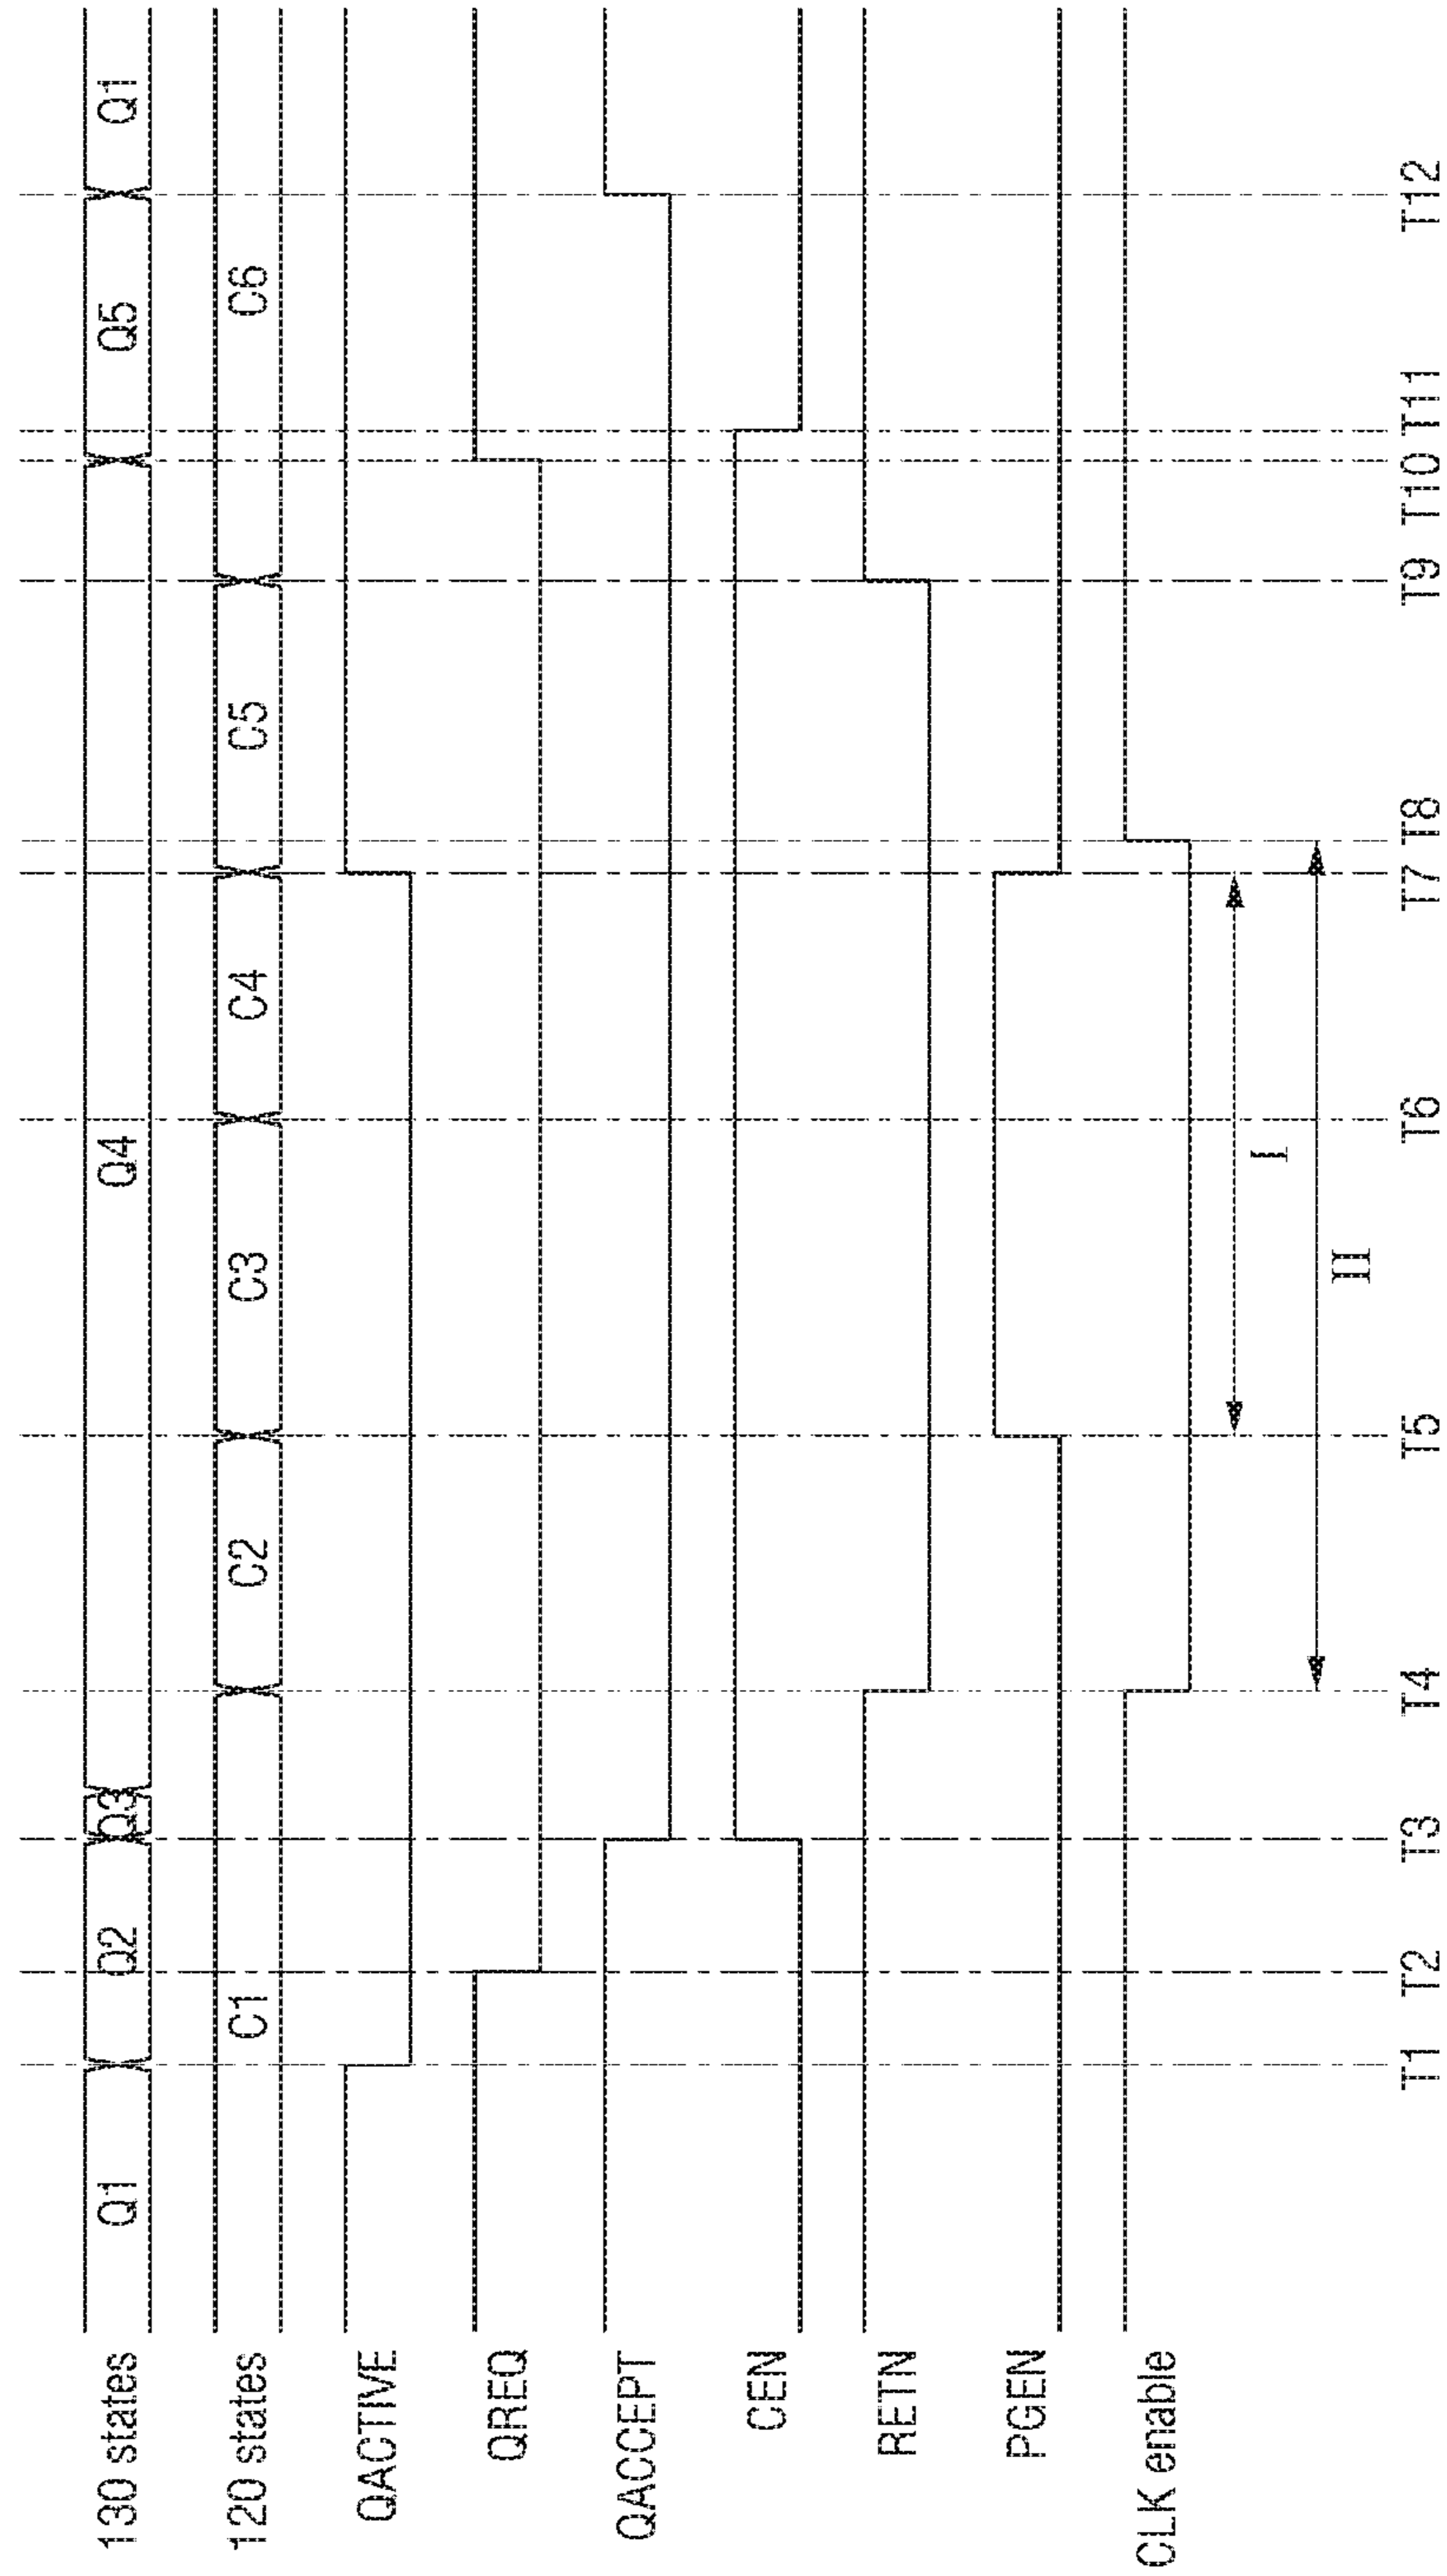 130 states Q1 Q2 Q3 Q4 Q5 Q1
120 states C1 C2 C3 C4 C5 C6
QACTIVE
QREQ
QACCEPT
CEN
RETN
PGEN
CLK enable
I
II
T1 T2 T3 T4 T5 T6 T7 T8 T9 T10 T11 T12